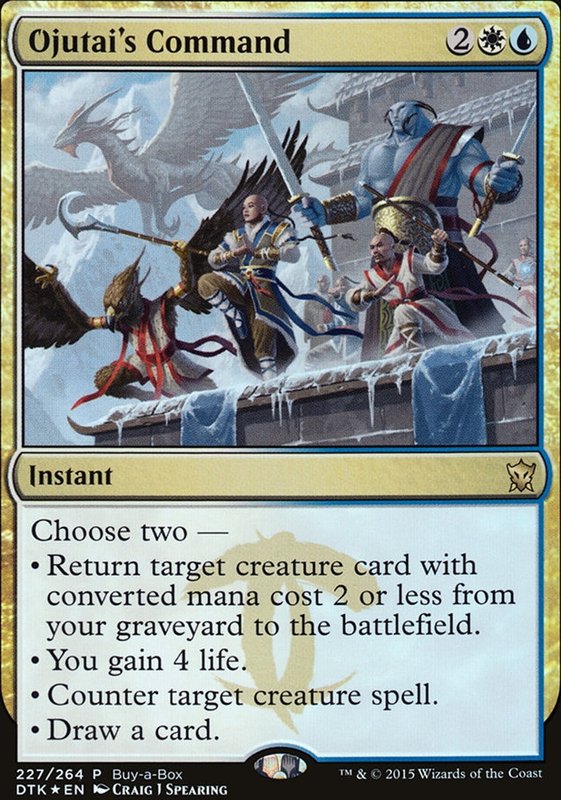 Ojutai's Command 2
Instant
Choose two —
• Return target creature card with
converted mana cost 2 or less from
your graveyard to the battlefield.
• You gain 4 life.
• Counter target creature spell.
• Draw a card.
227/264 P Buy-a-Box
DTK ★ EN Craig J Spearing
™ & © 2015 Wizards of the Coast